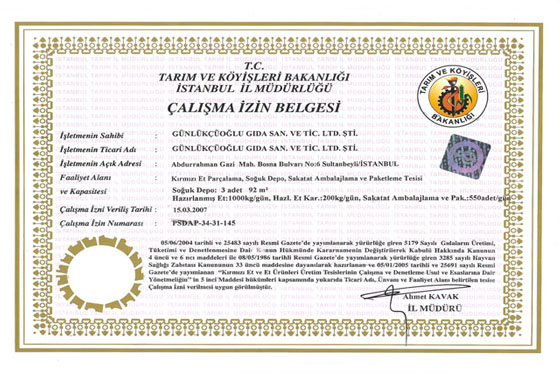 T.C.
TARIM VE KÖYİŞLERİ BAKANLIĞI
İSTANBUL İL MÜDÜRLÜĞÜ
ÇALIŞMA İZİN BELGESİ
TARIM VE KÖYİŞLERİ
BAKANLIĞI
İşletmenin Sahibi : GÜNLÜKÇÜOĞLU GIDA SAN. VE TİC. LTD. ŞTİ.
İşletmenin Ticari Adı : GÜNLÜKÇÜOĞLU GIDA SAN. VE TİC. LTD. ŞTİ.
İşletmenin Açık Adresi : Abdurrahman Gazi Mah. Bosna Bulvarı No:6 Sultanbeyli/İSTANBUL
Faaliyet Alanı : Kırmızı Et Parçalama, Soğuk Depo, Sakatat Ambalajlama ve Paketleme Tesisi
ve Kapasitesi Soğuk Depo: 3 adet 92 m³
Hazırlanmış Et:1000kg/gün, Hazl. Et Kar.:200kg/gün, Sakatat Ambalajlama ve Pak.:550adet/gün
Çalışma İzni Veriliş Tarihi : 15.03.2007
Çalışma İzin Numarası : PSDAP-34-31-145
05/06/2004 tarihli ve 25483 sayılı Resmi Gazete'de yayımlanarak yürürlüğe giren 5179 Sayılı Gıdaların Üretimi,
Tüketimi ve Denetlenmesine Dair Hükmünde Kararnamenin Değiştirilerek Kabulü Hakkında Kanunun
4 üncü ve 6 ncı maddeleri ile 08/05/1986 tarihli Resmi Gazete'de yayımlanarak yürürlüğe giren 3285 sayılı Hayvan
Sağlığı Zabıtası Kanununun 33 üncü maddesine dayanılarak hazırlanan ve 05/01/2005 tarihli ve 25691 sayılı Resmi
Gazete'de yayımlanan "Kırmızı Et ve Et Ürünleri Üretim Tesislerinin Çalışma ve Denetleme-Usul ve Esaslarına Dair
Yönetmeliğin" in 5 inci Maddesi hükümleri kapsamında yukarıda Ticari Adı, Ünvanı ve Faaliyet Alanı belirtilen tesise
Çalışma İzni verilmesi uygun görülmüştür.
Ahmet KAVAK
İL MÜDÜRÜ